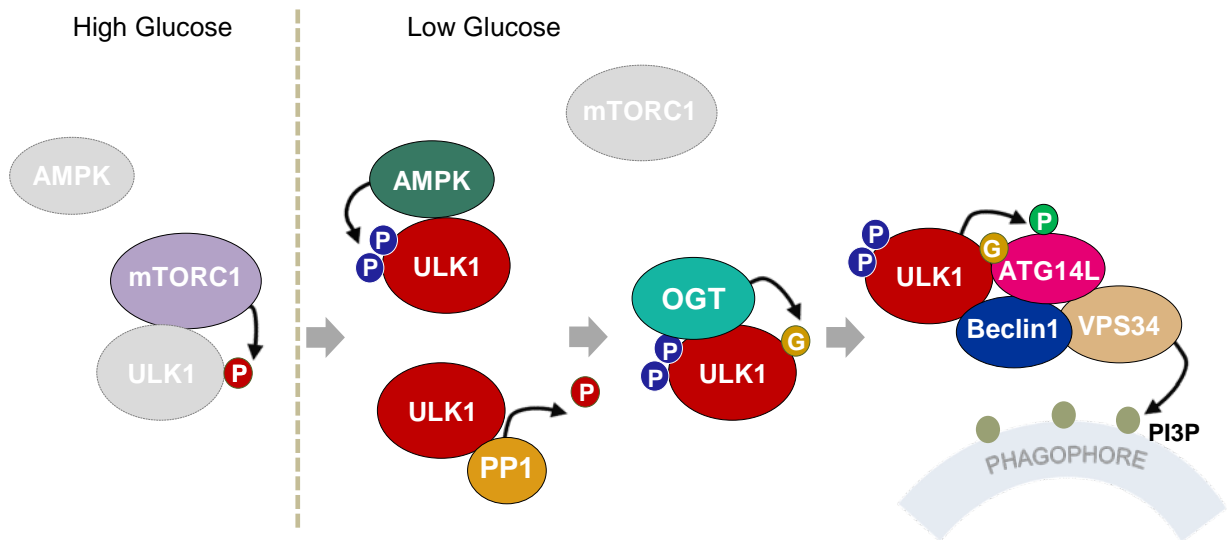 High Glucose
Low Glucose
mTORC1
AMPK
mTORC1
ULK1
P
AMPK
P
P
ULK1
ULK1
P
PP1
OGT
G
P
P
ULK1
P
P
P
G
ULK1
ATG14L
Beclin1
VPS34
PI3P
PHAGOPHORE